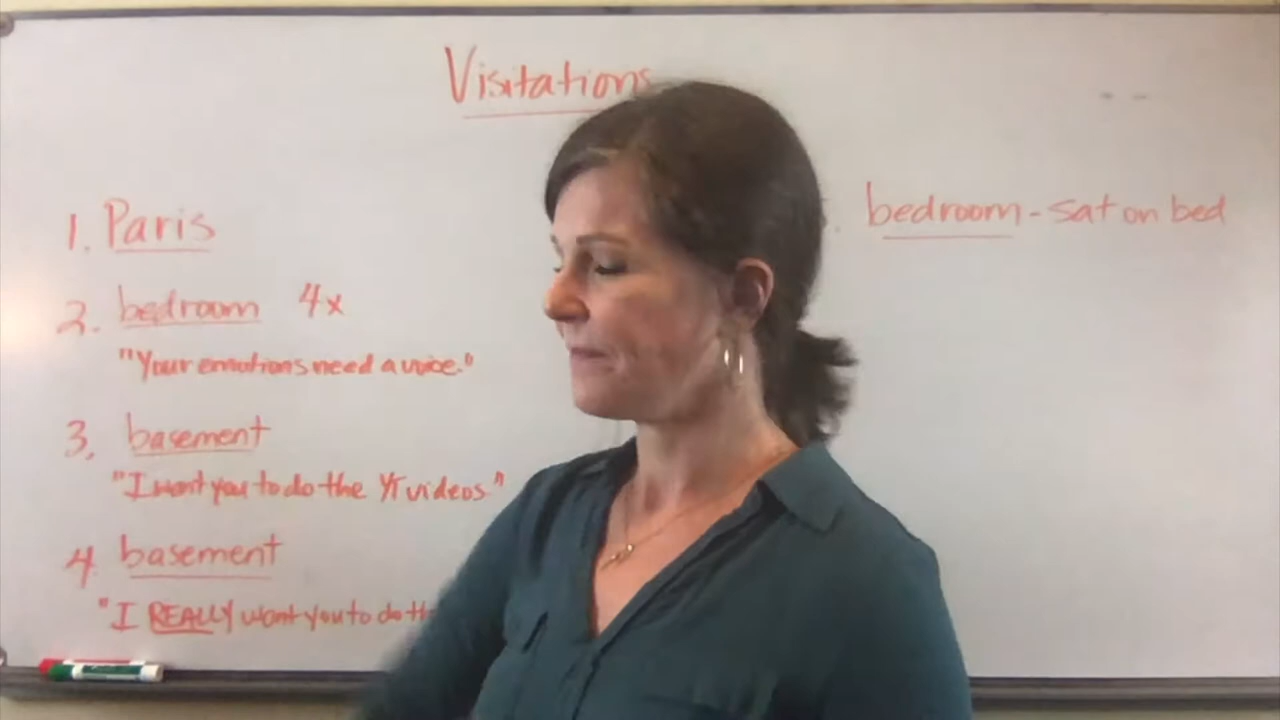 Visitations
1. Paris
2. bedroom 4x
"Your emotions need a voice."
3, basement
"I want you to do the YT videos"
4 basement
"I REALLY want you to do th
bedroom - sat on bed